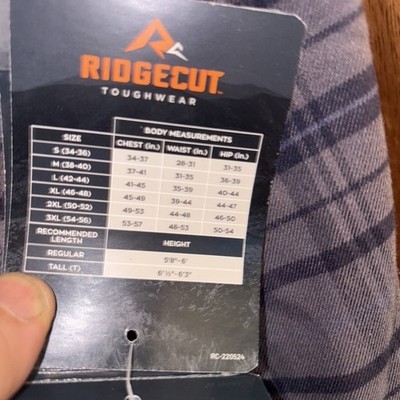 RIDGECUT
TOUGHWEAR
BODY MEASUREMENTS
SIZE CHEST (in.) WAIST (in.) HIP (in.)
S (34-36) 34-37 28-31 31-35
M (38-40) 37-41 31-35 36-39
L (42-44) 41-45 35-39 40-44
XL (46-48) 45-49 39-44 44-47
2XL (50-52) 49-53 44-48 46-50
3XL (54-56) 53-57 48-53 50-54
RECOMMENDED LENGTH HEIGHT
REGULAR 5'8"-6'
TALL (T) 6'½"-6'3"
RC-220524